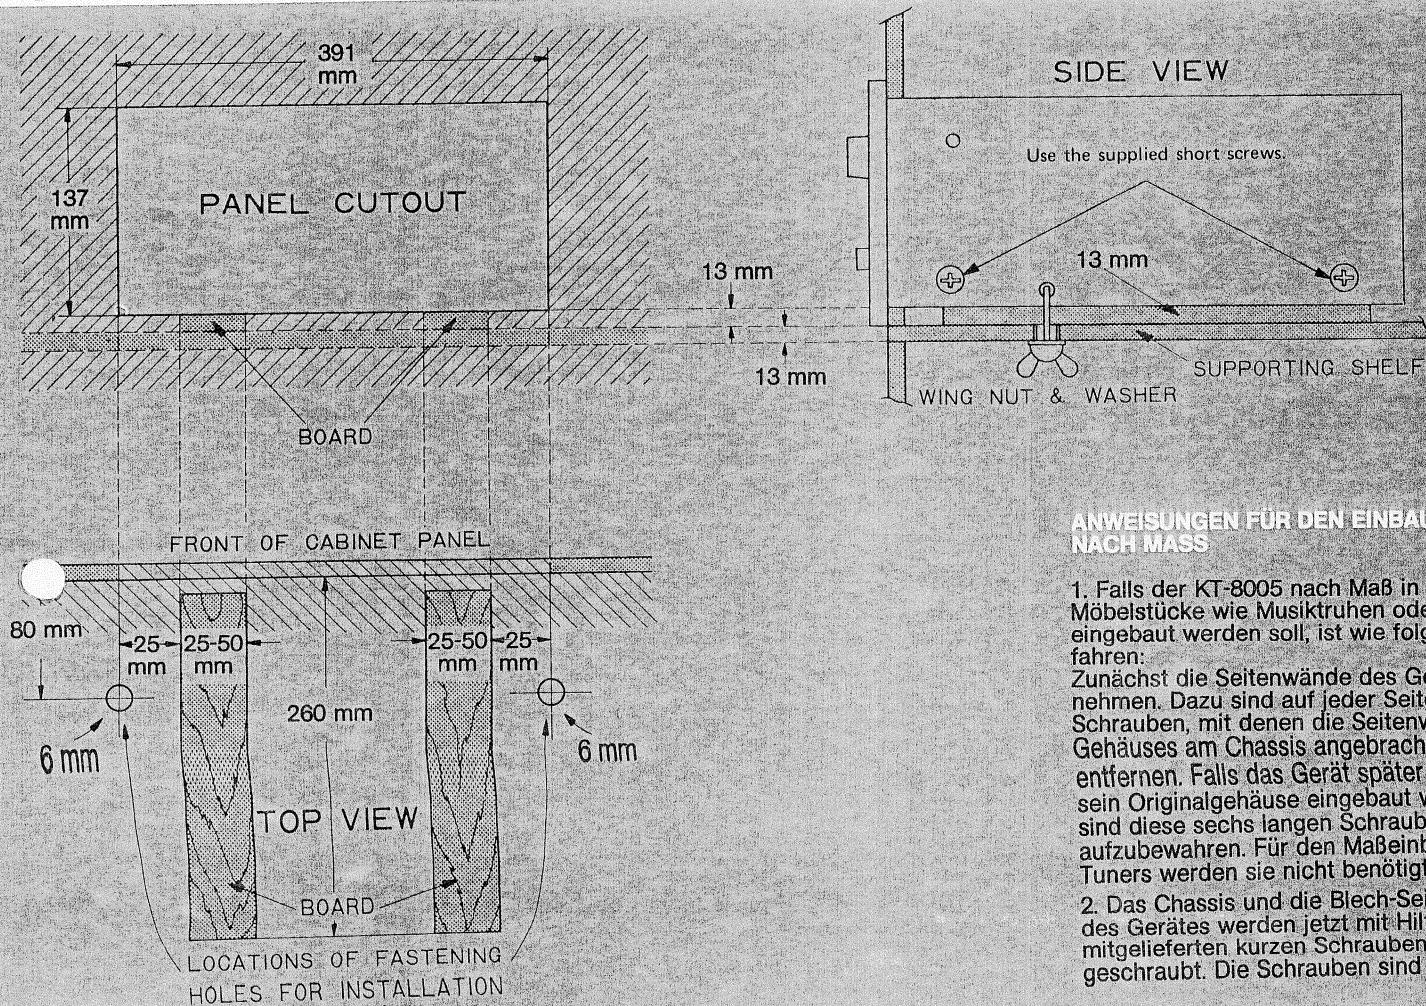 391
mm
137
mm
PANEL CUTOUT
13 mm
13 mm
BOARD
SIDE VIEW
Use the supplied short screws.
13 mm
SUPPORTING SHELF
WING NUT & WASHER
FRONT OF CABINET PANEL
80 mm
25
mm
25-50
mm
25-50
mm
25
mm
260 mm
6 mm
6 mm
TOP VIEW
BOARD
LOCATIONS OF FASTENING
HOLES FOR INSTALLATION
ANWEISUNGEN FÜR DEN EINBAU
NACH MASS
1. Falls der KT-8005 nach Maß in
Möbelstücke wie Musiktruhen ode
eingebaut werden soll, ist wie folg
fahren:
Zunächst die Seitenwände des Ge
nehmen. Dazu sind auf jeder Seite
Schrauben, mit denen die Seitenw
Gehäuses am Chassis angebrach
entfernen. Falls das Gerät später
sein Originalgehäuse eingebaut w
sind diese sechs langen Schraub
aufzubewahren. Für den Maßeinb
Tuners werden sie nicht benötigt
2. Das Chassis und die Blech-Sei
des Gerätes werden jetzt mit Hilf
mitgelieferten kurzen Schrauben
geschraubt. Die Schrauben sind